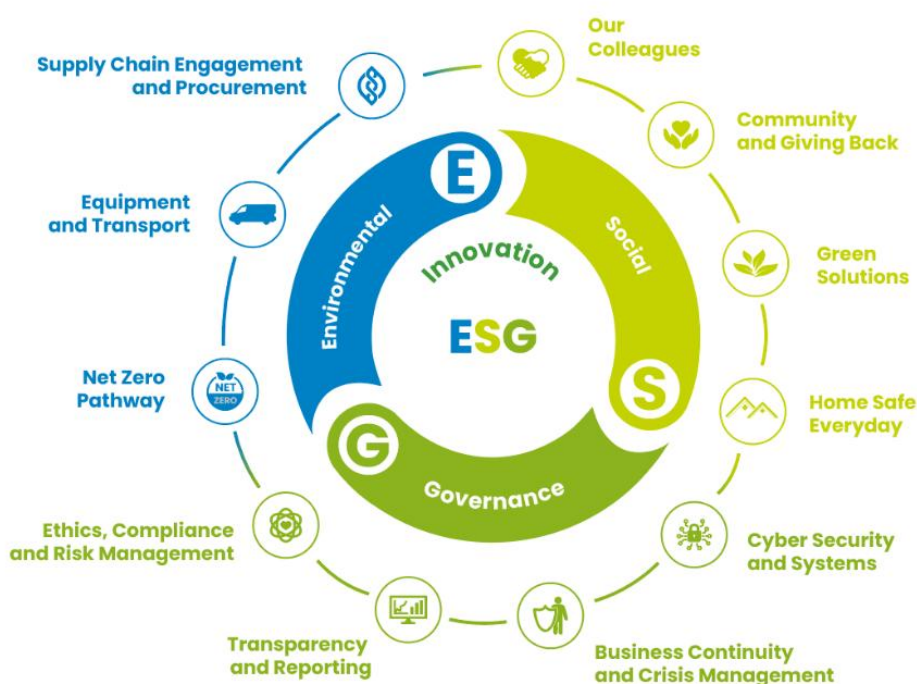 Our
Colleagues
Community
and Giving Back
Green
Solutions
Home Safe
Everyday
Cyber Security
and Systems
Business Continuity
and Crisis Management
Transparency
and Reporting
Ethics, Compliance
and Risk Management
Net Zero
Pathway
NET
ZERO
Equipment
and Transport
Supply Chain Engagement
and Procurement
E
Environmental
Social
S
Governance
G
Innovation
ESG